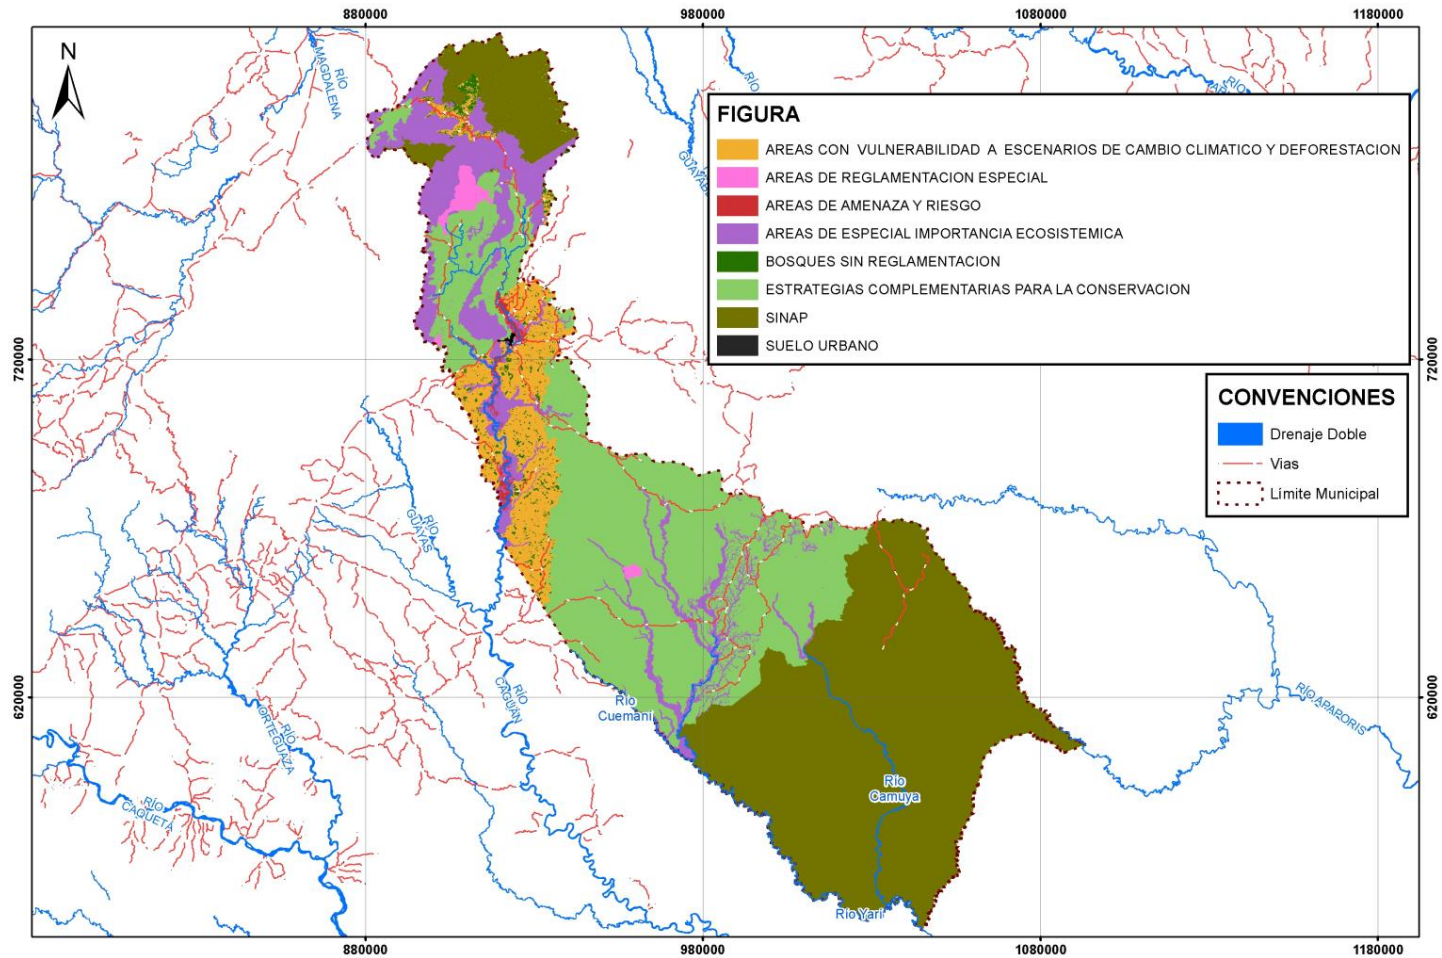 880000
980000
1080000
1180000
N
RÍO
MAGDALENA
RÍO
RÍO
FIGURA
AREAS CON VULNERABILIDAD A ESCENARIOS DE CAMBIO CLIMATICO Y DEFORESTACION
AREAS DE REGLAMENTACION ESPECIAL
AREAS DE AMENAZA Y RIESGO
AREAS DE ESPECIAL IMPORTANCIA ECOSISTEMICA
BOSQUES SIN REGLAMENTACION
ESTRATEGIAS COMPLEMENTARIAS PARA LA CONSERVACION
SINAP
SUELO URBANO
720000
720000
CONVENCIONES
Drenaje Doble
Vias
Límite Municipal
RÍO
GUAYAS
RÍO
CAGUÁN
Río
Cuemaní
620000
620000
RÍO APAPORIS
RÍO
ORTEGUAZA
RÍO
CAQUETÁ
Río
Camuya
Río Yarí
880000
980000
1080000
1180000